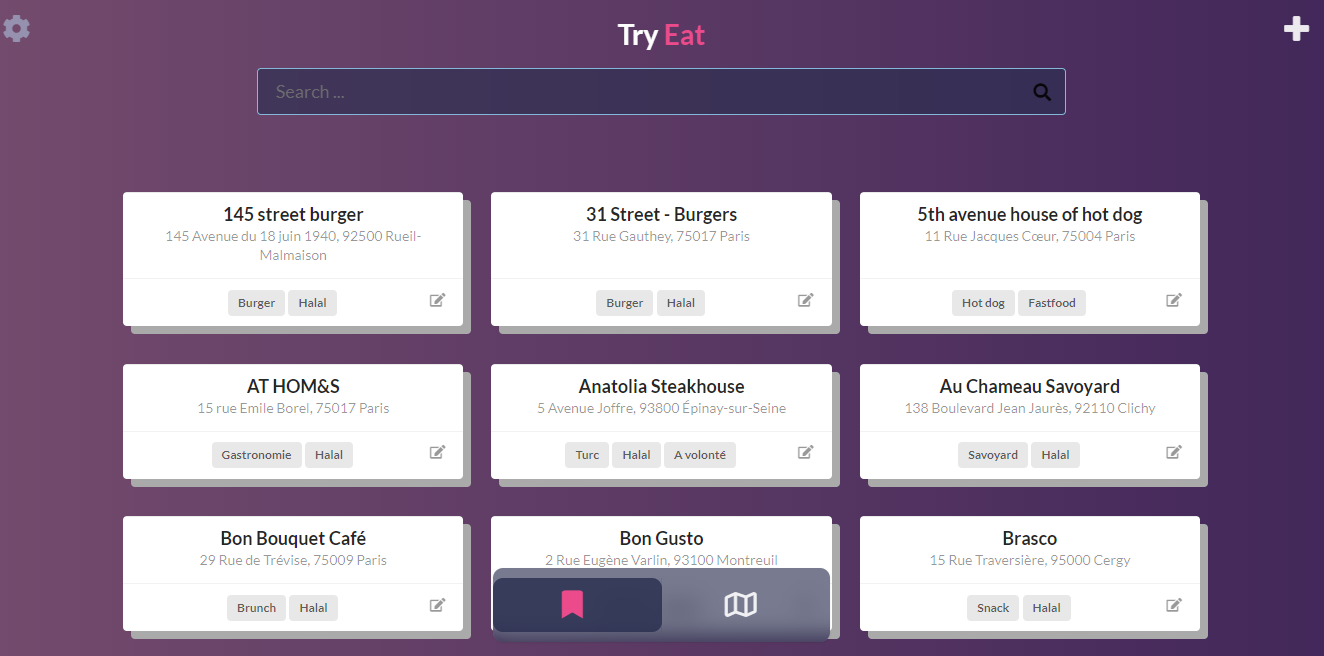 Try Eat
Search ...
145 street burger
145 Avenue du 18 juin 1940, 92500 Rueil-
Malmaison
Burger Halal
31 Street - Burgers
31 Rue Gauthey, 75017 Paris
Burger Halal
5th avenue house of hot dog
11 Rue Jacques Cœur, 75004 Paris
Hot dog Fastfood
AT HOM&S
15 rue Emile Borel, 75017 Paris
Gastronomie Halal
Anatolia Steakhouse
5 Avenue Joffre, 93800 Épinay-sur-Seine
Turc Halal A volonté
Au Chameau Savoyard
138 Boulevard Jean Jaurès, 92110 Clichy
Savoyard Halal
Bon Bouquet Café
29 Rue de Trévise, 75009 Paris
Brunch Halal
Bon Gusto
2 Rue Eugène Varlin, 93100 Montreuil
Brasco
15 Rue Traversière, 95000 Cergy
Snack Halal